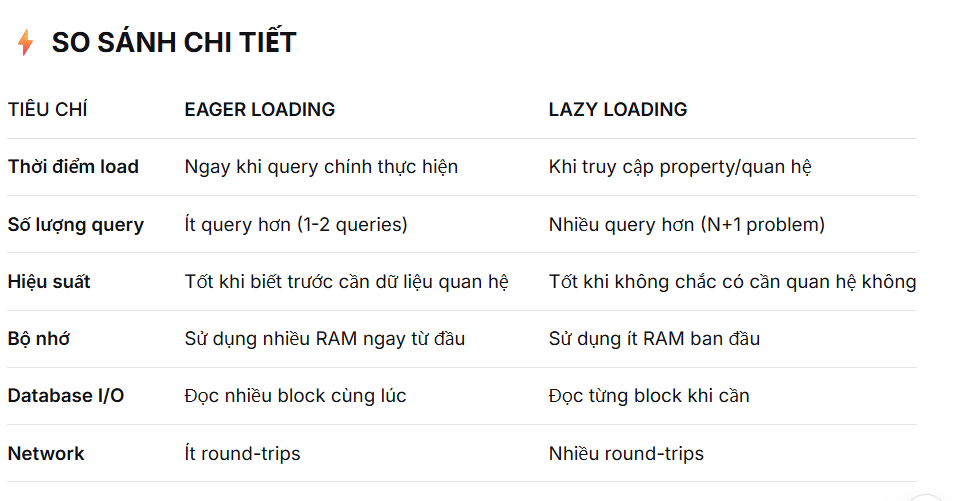 ⚡ SO SÁNH CHI TIẾT
TIÊU CHÍ EAGER LOADING LAZY LOADING
Thời điểm load Ngay khi query chính thực hiện Khi truy cập property/quan hệ
Số lượng query Ít query hơn (1-2 queries) Nhiều query hơn (N+1 problem)
Hiệu suất Tốt khi biết trước cần dữ liệu quan hệ Tốt khi không chắc có cần quan hệ không
Bộ nhớ Sử dụng nhiều RAM ngay từ đầu Sử dụng ít RAM ban đầu
Database I/O Đọc nhiều block cùng lúc Đọc từng block khi cần
Network Ít round-trips Nhiều round-trips